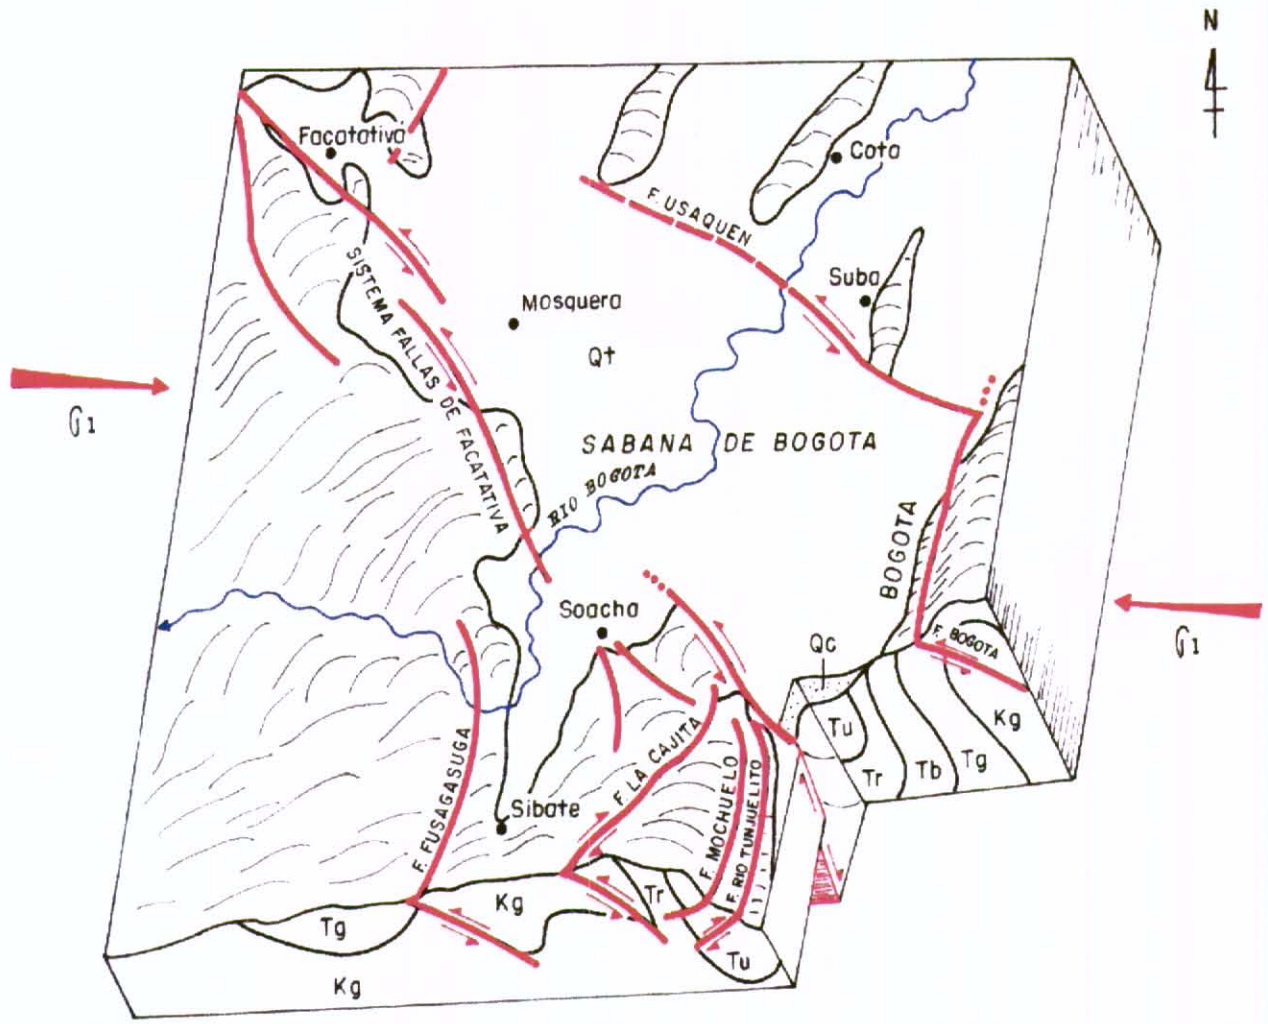 N
Facatativá
Cota
F. USAQUEN
SISTEMA FALLAS DE FACATATIVA
Suba
Mosquera
Qt
σ1
SABANA DE BOGOTA
RIO BOGOTA
BOGOTA
Soacha
F. BOGOTA
σ1
Qc
Tu
Tr
Tb
Tg
Kg
F. FUSAGASUGA
F. LA CAJITA
F. MOCHUELO
F. RIO TUNJUELITO
Sibate
Kg
Tr
Tg
Tu
Kg